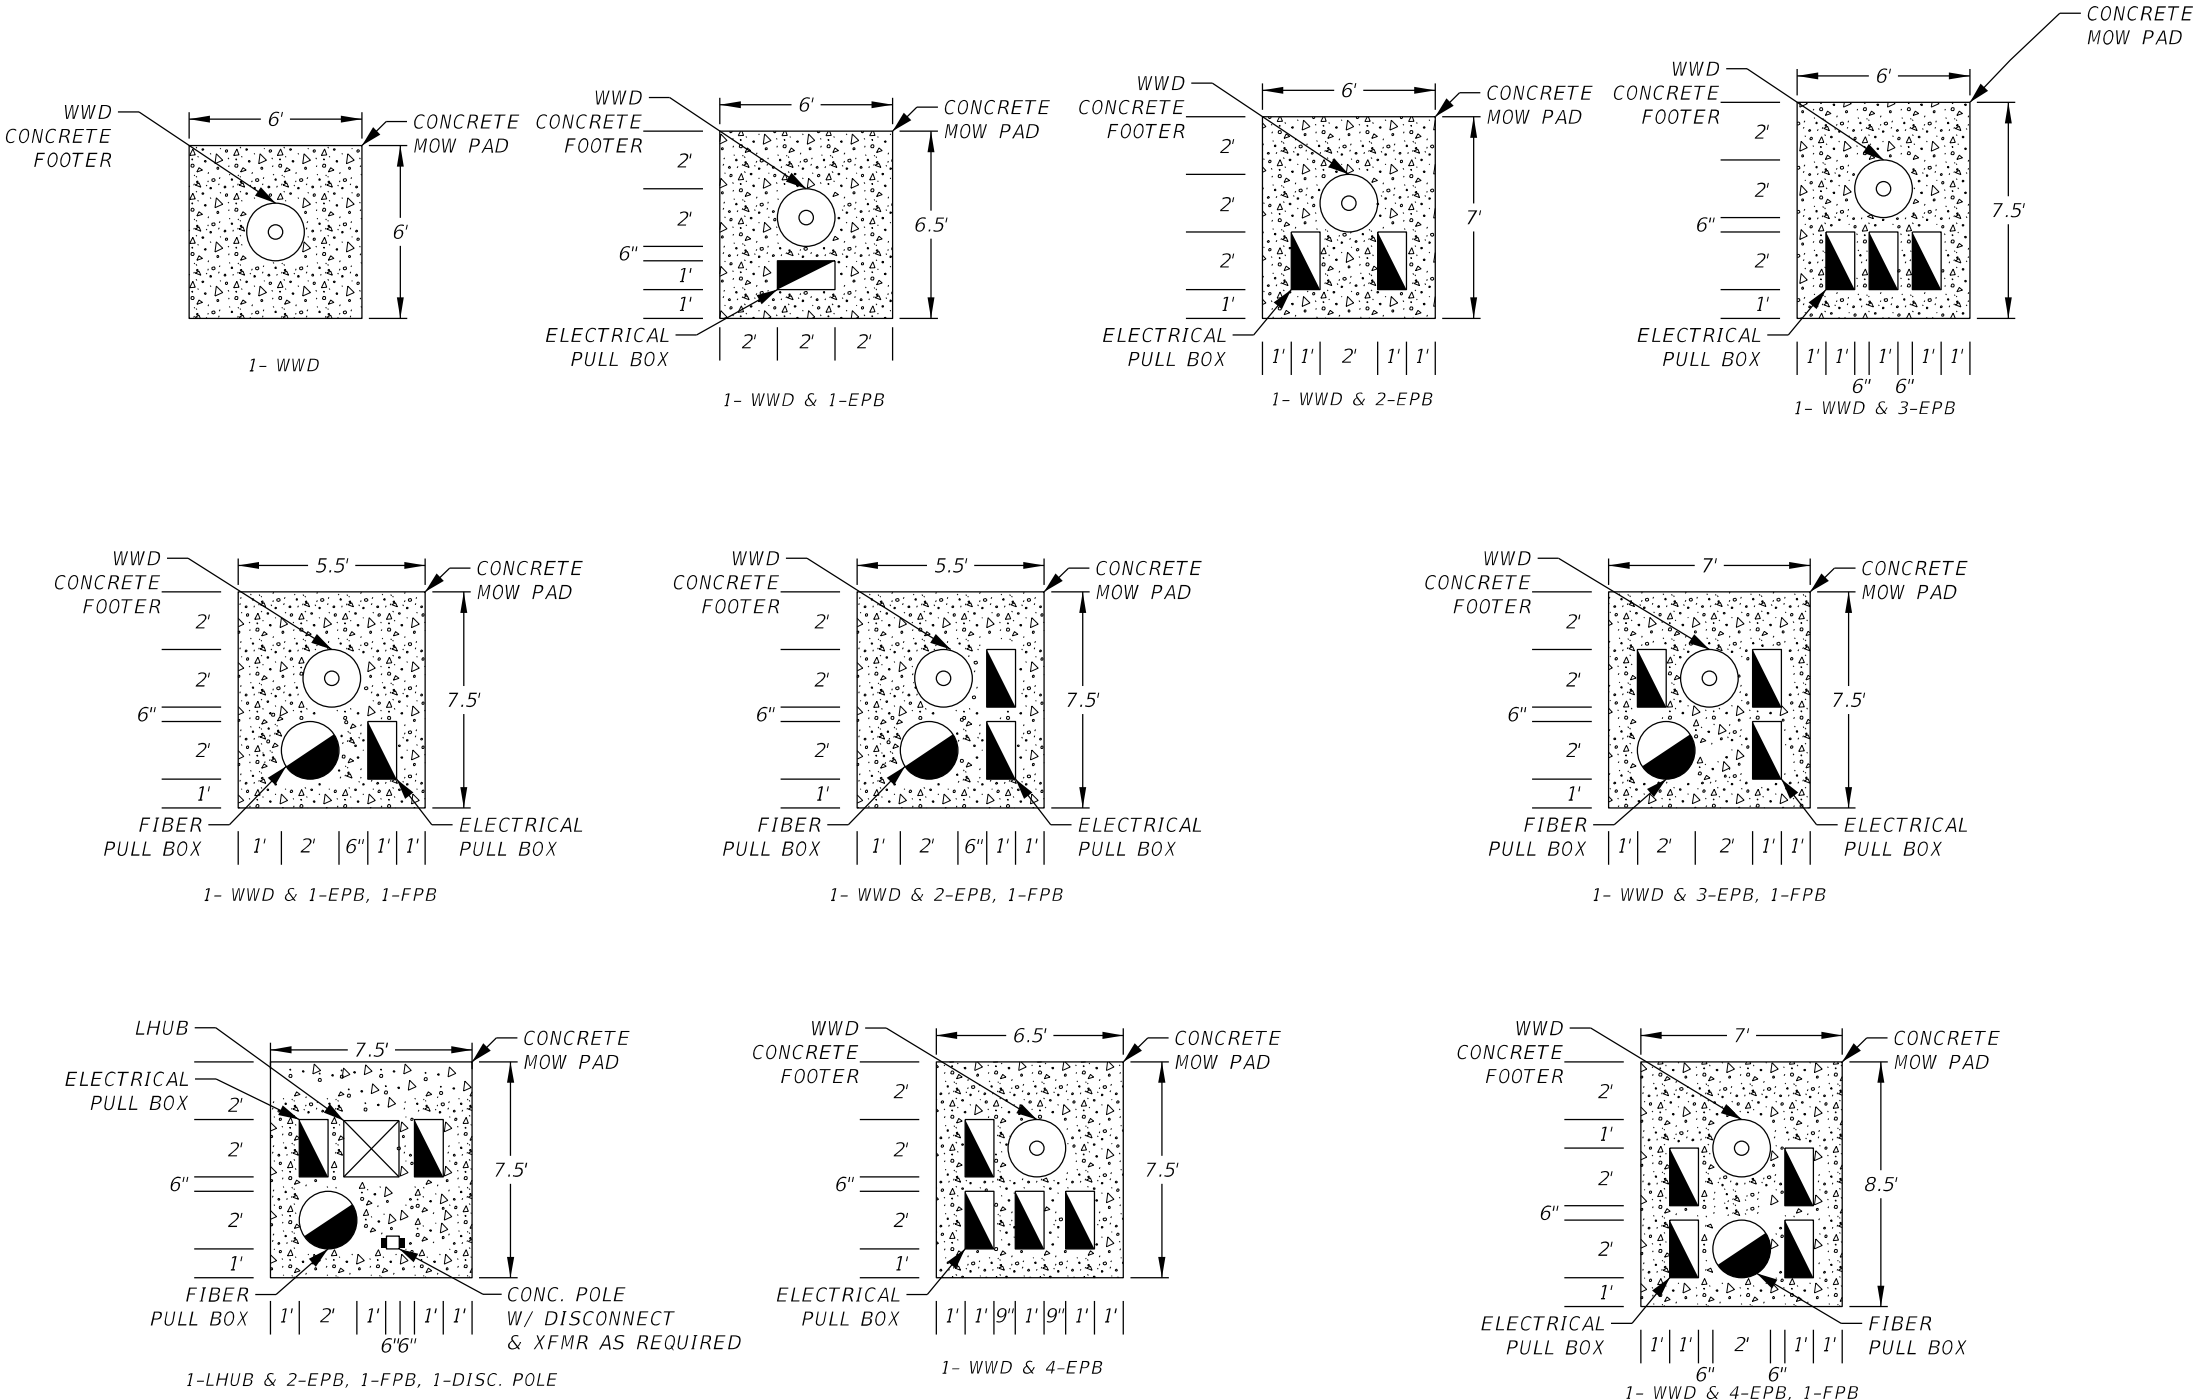 WWD
CONCRETE
FOOTER
6'
CONCRETE
MOW PAD
6'
1- WWD
WWD
CONCRETE
FOOTER
6'
CONCRETE
MOW PAD
2'
2'
6"
1'
1'
6.5'
ELECTRICAL
PULL BOX
2' 2' 2'
1- WWD & 1-EPB
WWD
CONCRETE
FOOTER
6'
CONCRETE
MOW PAD
2'
2'
2'
1'
7'
ELECTRICAL
PULL BOX
1' 1' 2' 1' 1'
1- WWD & 2-EPB
WWD
CONCRETE
FOOTER
6'
CONCRETE
MOW PAD
2'
2'
6"
2'
1'
7.5'
ELECTRICAL
PULL BOX
1' 1' 1' 1' 1'
6" 6"
1- WWD & 3-EPB
WWD
CONCRETE
FOOTER
5.5'
CONCRETE
MOW PAD
2'
2'
6"
2'
1'
7.5'
FIBER
PULL BOX
1' 2' 6" 1' 1'
ELECTRICAL
PULL BOX
1- WWD & 1-EPB, 1-FPB
WWD
CONCRETE
FOOTER
5.5'
CONCRETE
MOW PAD
2'
2'
6"
2'
1'
7.5'
FIBER
PULL BOX
1' 2' 6" 1' 1'
ELECTRICAL
PULL BOX
1- WWD & 2-EPB, 1-FPB
WWD
CONCRETE
FOOTER
7'
CONCRETE
MOW PAD
2'
2'
6"
2'
1'
7.5'
FIBER
PULL BOX
1' 2' 2' 1' 1'
ELECTRICAL
PULL BOX
1- WWD & 3-EPB, 1-FPB
LHUB
7.5'
CONCRETE
MOW PAD
ELECTRICAL
PULL BOX
2'
2'
6"
2'
1'
7.5'
FIBER
PULL BOX
1' 2' 1' 1' 1'
6" 6"
CONC. POLE
W/ DISCONNECT
& XFMR AS REQUIRED
1-LHUB & 2-EPB, 1-FPB, 1-DISC. POLE
WWD
CONCRETE
FOOTER
6.5'
CONCRETE
MOW PAD
2'
2'
6"
2'
1'
7.5'
ELECTRICAL
PULL BOX
1' 1' 9" 1' 9" 1' 1'
1- WWD & 4-EPB
WWD
CONCRETE
FOOTER
7'
CONCRETE
MOW PAD
2'
1'
2'
6"
2'
1'
8.5'
ELECTRICAL
PULL BOX
1' 1' 2' 1' 1'
6" 6"
FIBER
PULL BOX
1- WWD & 4-EPB, 1-FPB